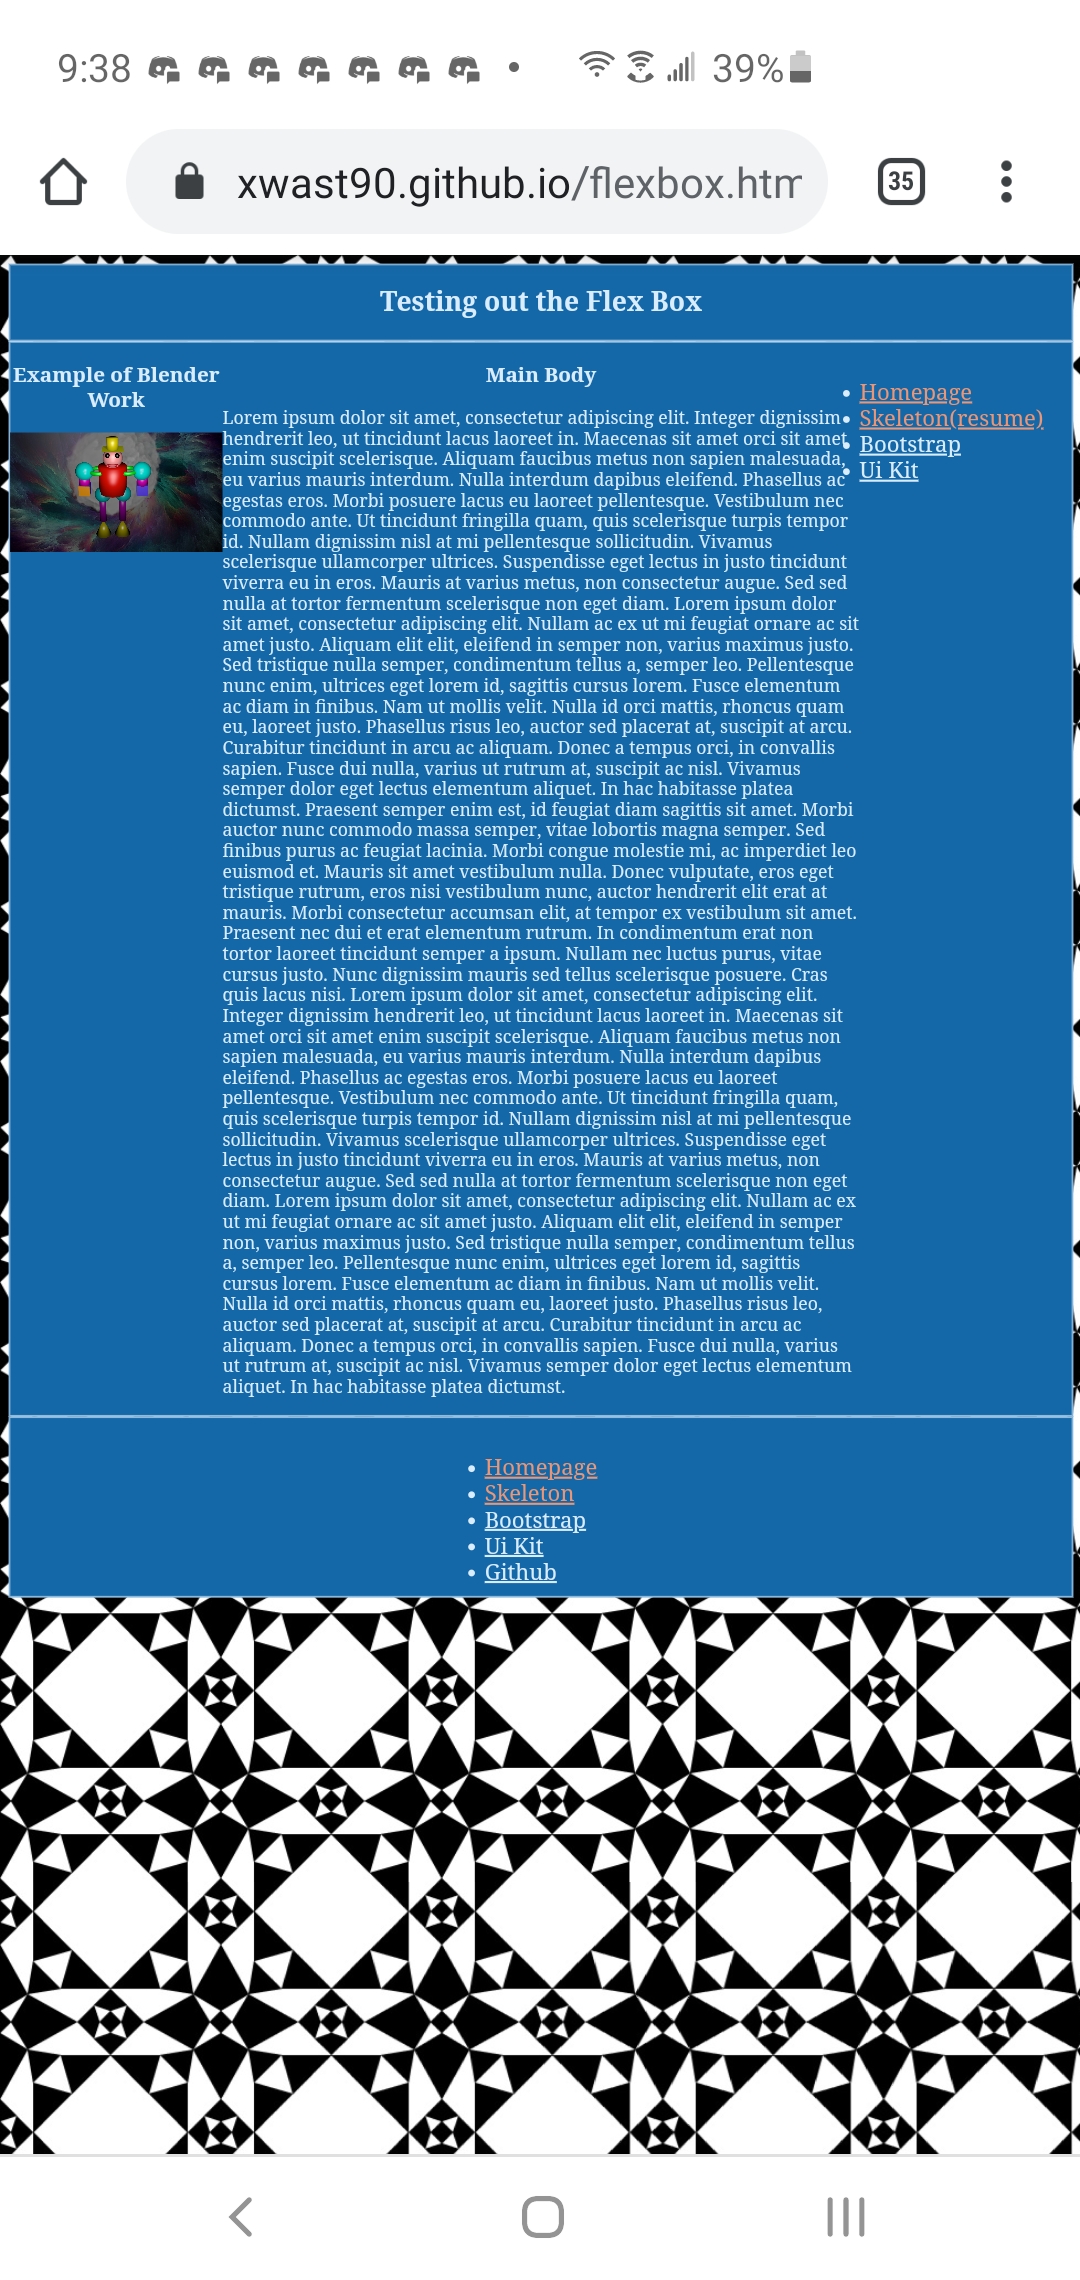 9:38
39%
xwast90.github.io/flexbox.htm
35
Testing out the Flex Box
Example of Blender
Work
Main Body
Lorem ipsum dolor sit amet, consectetur adipiscing elit. Integer dignissim
hendrerit leo, ut tincidunt lacus laoreet in. Maecenas sit amet orci sit amet
enim suscipit scelerisque. Aliquam faucibus metus non sapien malesuada,
eu varius mauris interdum. Nulla interdum dapibus eleifend. Phasellus ac
egestas eros. Morbi posuere lacus eu laoreet pellentesque. Vestibulum nec
commodo ante. Ut tincidunt fringilla quam, quis scelerisque turpis tempor
id. Nullam dignissim nisl at mi pellentesque sollicitudin. Vivamus
scelerisque ullamcorper ultrices. Suspendisse eget lectus in justo tincidunt
viverra eu in eros. Mauris at varius metus, non consectetur augue. Sed sed
nulla at tortor fermentum scelerisque non eget diam. Lorem ipsum dolor
sit amet, consectetur adipiscing elit. Nullam ac ex ut mi feugiat ornare ac sit
amet justo. Aliquam elit elit, eleifend in semper non, varius maximus justo.
Sed tristique nulla semper, condimentum tellus a, semper leo. Pellentesque
nunc enim, ultrices eget lorem id, sagittis cursus lorem. Fusce elementum
ac diam in finibus. Nam ut mollis velit. Nulla id orci mattis, rhoncus quam
eu, laoreet justo. Phasellus risus leo, auctor sed placerat at, suscipit at arcu.
Curabitur tincidunt in arcu ac aliquam. Donec a tempus orci, in convallis
sapien. Fusce dui nulla, varius ut rutrum at, suscipit ac nisl. Vivamus
semper dolor eget lectus elementum aliquet. In hac habitasse platea
dictumst. Praesent semper enim est, id feugiat diam sagittis sit amet. Morbi
auctor nunc commodo massa semper, vitae lobortis magna semper. Sed
finibus purus ac feugiat lacinia. Morbi congue molestie mi, ac imperdiet leo
euismod et. Mauris sit amet vestibulum nulla. Donec vulputate, eros eget
tristique rutrum, eros nisi vestibulum nunc, auctor hendrerit elit erat at
mauris. Morbi consectetur accumsan elit, at tempor ex vestibulum sit amet.
Praesent nec dui et erat elementum rutrum. In condimentum erat non
tortor laoreet tincidunt semper a ipsum. Nullam nec luctus purus, vitae
cursus justo. Nunc dignissim mauris sed tellus scelerisque posuere. Cras
quis lacus nisi. Lorem ipsum dolor sit amet, consectetur adipiscing elit.
Integer dignissim hendrerit leo, ut tincidunt lacus laoreet in. Maecenas sit
amet orci sit amet enim suscipit scelerisque. Aliquam faucibus metus non
sapien malesuada, eu varius mauris interdum. Nulla interdum dapibus
eleifend. Phasellus ac egestas eros. Morbi posuere lacus eu laoreet
pellentesque. Vestibulum nec commodo ante. Ut tincidunt fringilla quam,
quis scelerisque turpis tempor id. Nullam dignissim nisl at mi pellentesque
sollicitudin. Vivamus scelerisque ullamcorper ultrices. Suspendisse eget
lectus in justo tincidunt viverra eu in eros. Mauris at varius metus, non
consectetur augue. Sed sed nulla at tortor fermentum scelerisque non eget
diam. Lorem ipsum dolor sit amet, consectetur adipiscing elit. Nullam ac ex
ut mi feugiat ornare ac sit amet justo. Aliquam elit elit, eleifend in semper
non, varius maximus justo. Sed tristique nulla semper, condimentum tellus
a, semper leo. Pellentesque nunc enim, ultrices eget lorem id, sagittis
cursus lorem. Fusce elementum ac diam in finibus. Nam ut mollis velit.
Nulla id orci mattis, rhoncus quam eu, laoreet justo. Phasellus risus leo,
auctor sed placerat at, suscipit at arcu. Curabitur tincidunt in arcu ac
aliquam. Donec a tempus orci, in convallis sapien. Fusce dui nulla, varius
ut rutrum at, suscipit ac nisl. Vivamus semper dolor eget lectus elementum
aliquet. In hac habitasse platea dictumst.
• Homepage
• Skeleton(resume)
• Bootstrap
• Ui Kit
• Homepage
• Skeleton
• Bootstrap
• Ui Kit
• Github